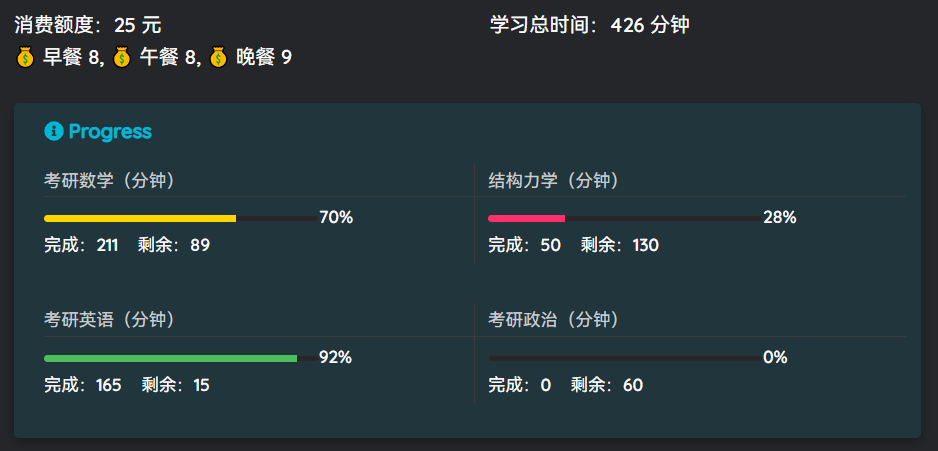 消费额度：25 元
学习总时间：426 分钟
💰 早餐 8, 💰 午餐 8, 💰 晚餐 9
Progress
考研数学（分钟）
70%
完成：211 剩余：89
结构力学（分钟）
28%
完成：50 剩余：130
考研英语（分钟）
92%
完成：165 剩余：15
考研政治（分钟）
0%
完成：0 剩余：60